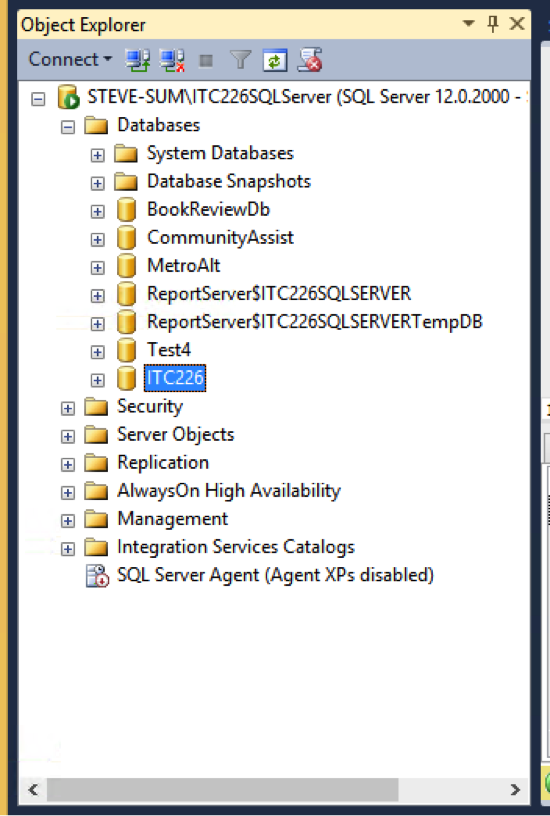 Object Explorer
Connect
STEVE-SUM\ITC226SQLServer (SQL Server 12.0.2000 -
Databases
System Databases
Database Snapshots
BookReviewDb
CommunityAssist
MetroAlt
ReportServer$ITC226SQLSERVER
ReportServer$ITC226SQLSERVERTempDB
Test4
ITC226
Security
Server Objects
Replication
AlwaysOn High Availability
Management
Integration Services Catalogs
SQL Server Agent (Agent XPs disabled)